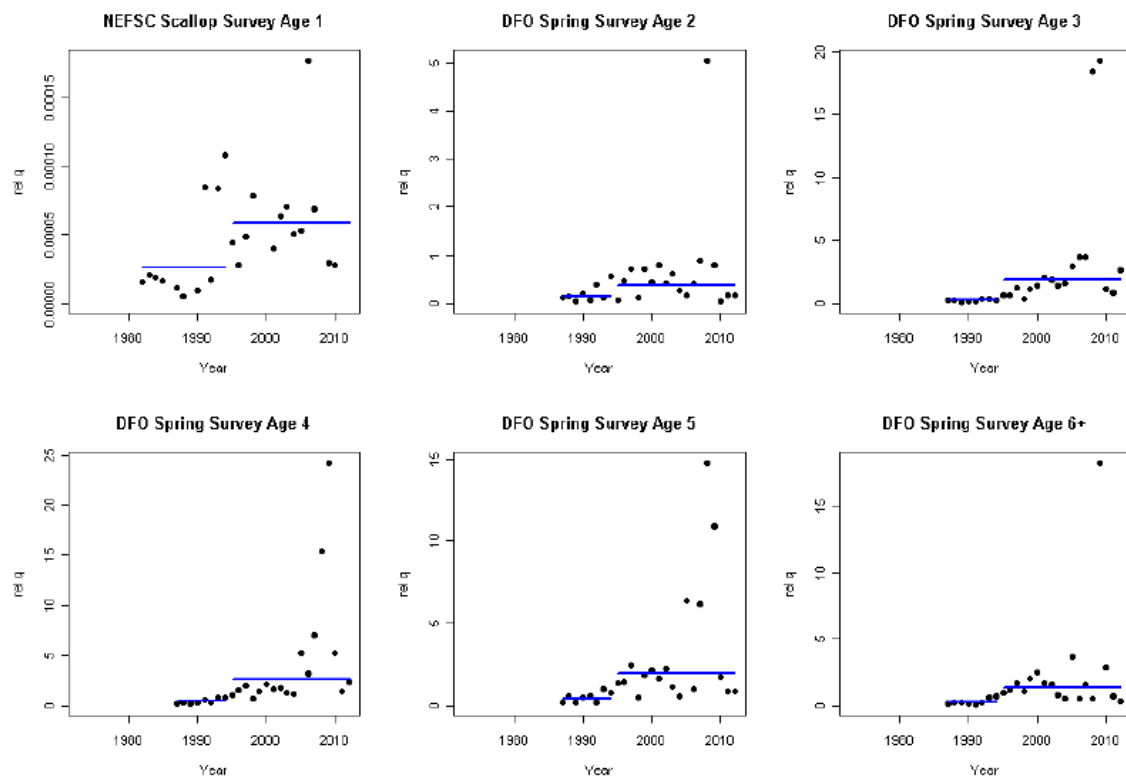 NEFSC Scallop Survey Age 1
DFO Spring Survey Age 2
DFO Spring Survey Age 3
rel q
0.00015
0.00010
0.00005
0.00000
1980 1990 2000 2010
Year
rel q
5
4
3
2
1
0
1980 1990 2000 2010
Year
rel q
20
15
10
5
0
1980 1990 2000 2010
Year
DFO Spring Survey Age 4
DFO Spring Survey Age 5
DFO Spring Survey Age 6+
rel q
25
20
15
10
5
0
1980 1990 2000 2010
Year
rel q
15
10
5
0
1980 1990 2000 2010
Year
rel q
15
10
5
0
1980 1990 2000 2010
Year